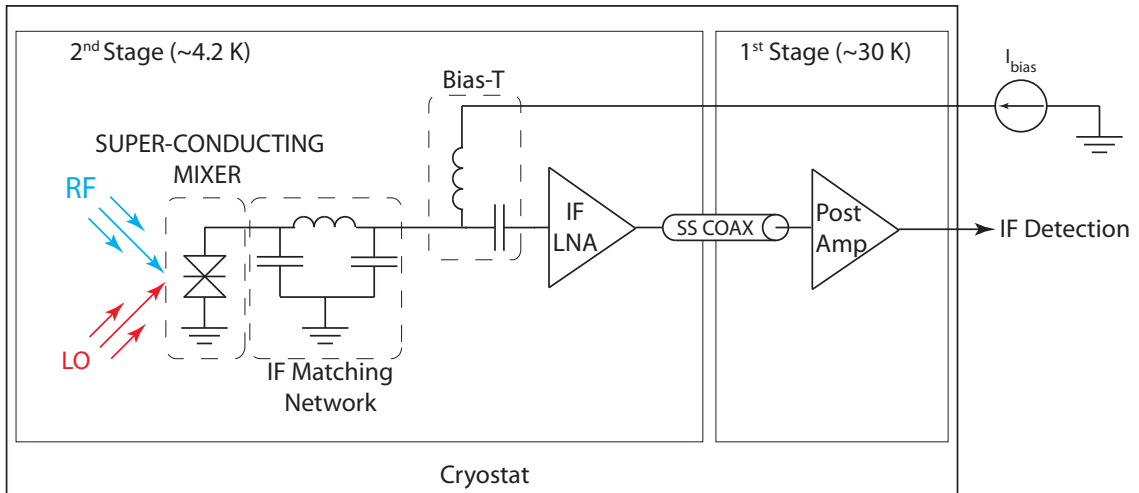 2nd Stage (~4.2 K)
1st Stage (~30 K)
Ibias
Bias-T
SUPER-CONDUCTING
MIXER
RF
IF
LNA
SS COAX
Post
Amp
IF Detection
LO
IF Matching
Network
Cryostat